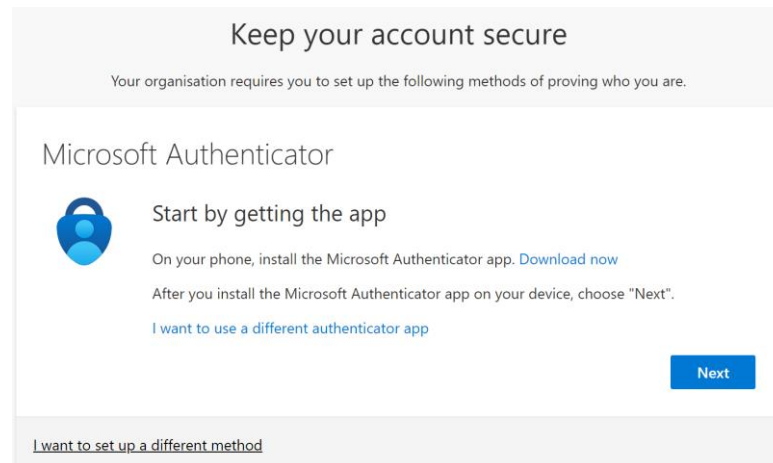 Keep your account secure
Your organisation requires you to set up the following methods of proving who you are.
Microsoft Authenticator
Start by getting the app
On your phone, install the Microsoft Authenticator app. Download now
After you install the Microsoft Authenticator app on your device, choose "Next".
I want to use a different authenticator app
Next
I want to set up a different method